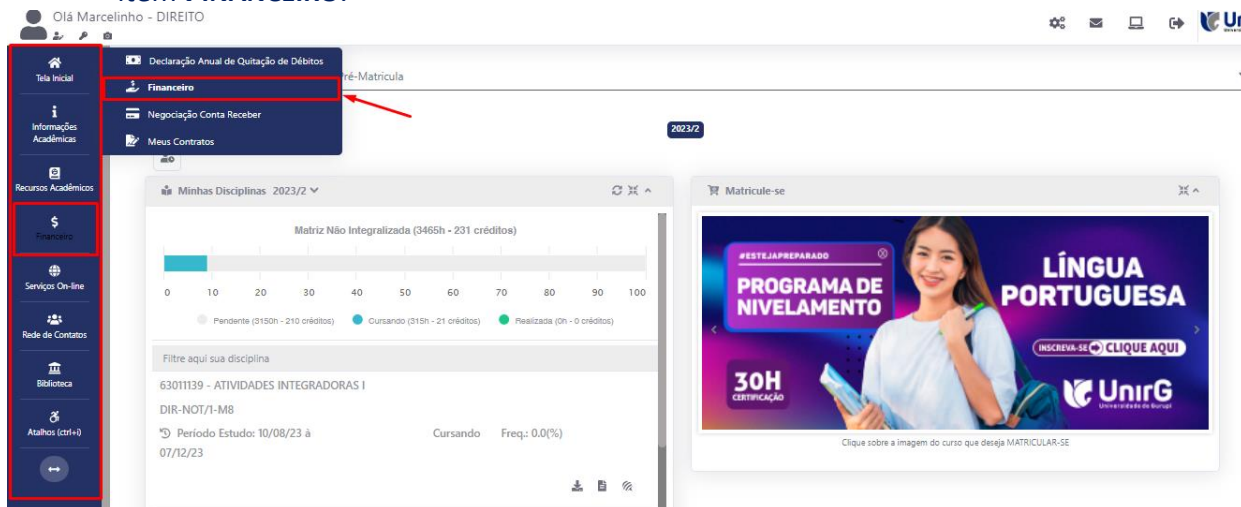 Olá Marcelinho - DIREITO
Tela Inicial
Informações
Acadêmicas
Recursos Acadêmicos
$
Financeiro
Serviços On-line
Rede de Contatos
Biblioteca
Atalhos (ctrl+i)
Declaração Anual de Quitação de Débitos
Financeiro
Negociação Conta Receber
Meus Contratos
ré-Matricula
2023/2
Minhas Disciplinas 2023/2
Matriz Não Integralizada (3465h - 231 créditos)
0 10 20 30 40 50 60 70 80 90 100
Pendente (3150h - 210 créditos) Cursando (315h - 21 créditos) Realizada (0h - 0 créditos)
Filtre aqui sua disciplina
63011139 - ATIVIDADES INTEGRADORAS I
DIR-NOT/1-M8
Período Estudo: 10/08/23 à Cursando Freq.: 0.0(%)
07/12/23
Matricule-se
#ESTEJAPREPARADO
PROGRAMA DE
NIVELAMENTO
30H
CERTIFICAÇÃO
LÍNGUA
PORTUGUESA
INSCREVA-SE CLIQUE AQUI
UnirG
Universidade de Gurupi
Clique sobre a imagem do curso que deseja MATRICULAR-SE